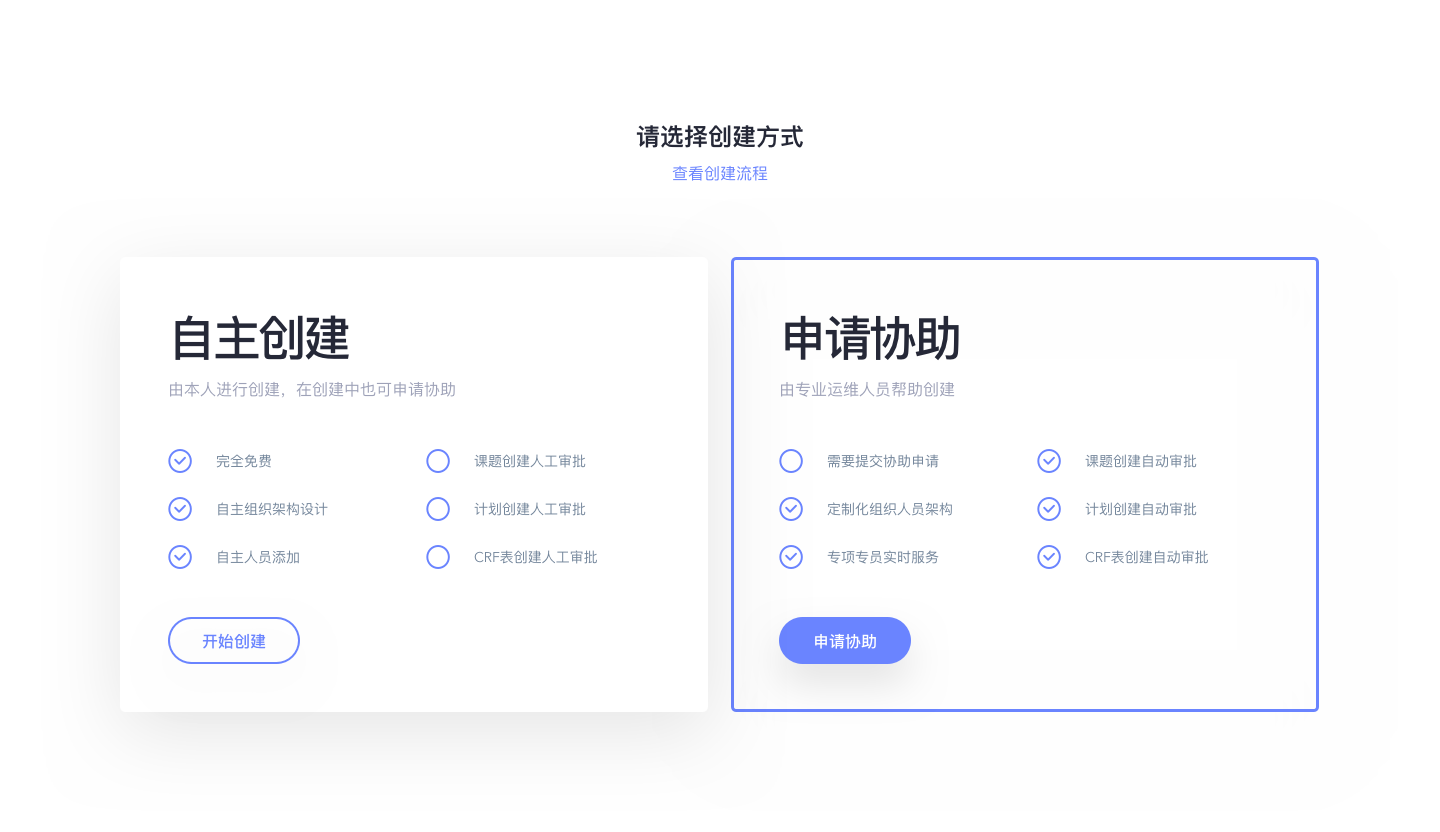 请选择创建方式
查看创建流程
自主创建
由本人进行创建，在创建中也可申请协助
完全免费
课题创建人工审批
自主组织架构设计
计划创建人工审批
自主人员添加
CRF表创建人工审批
开始创建
申请协助
由专业运维人员帮助创建
需要提交协助申请
课题创建自动审批
定制化组织人员架构
计划创建自动审批
专项专员实时服务
CRF表创建自动审批
申请协助